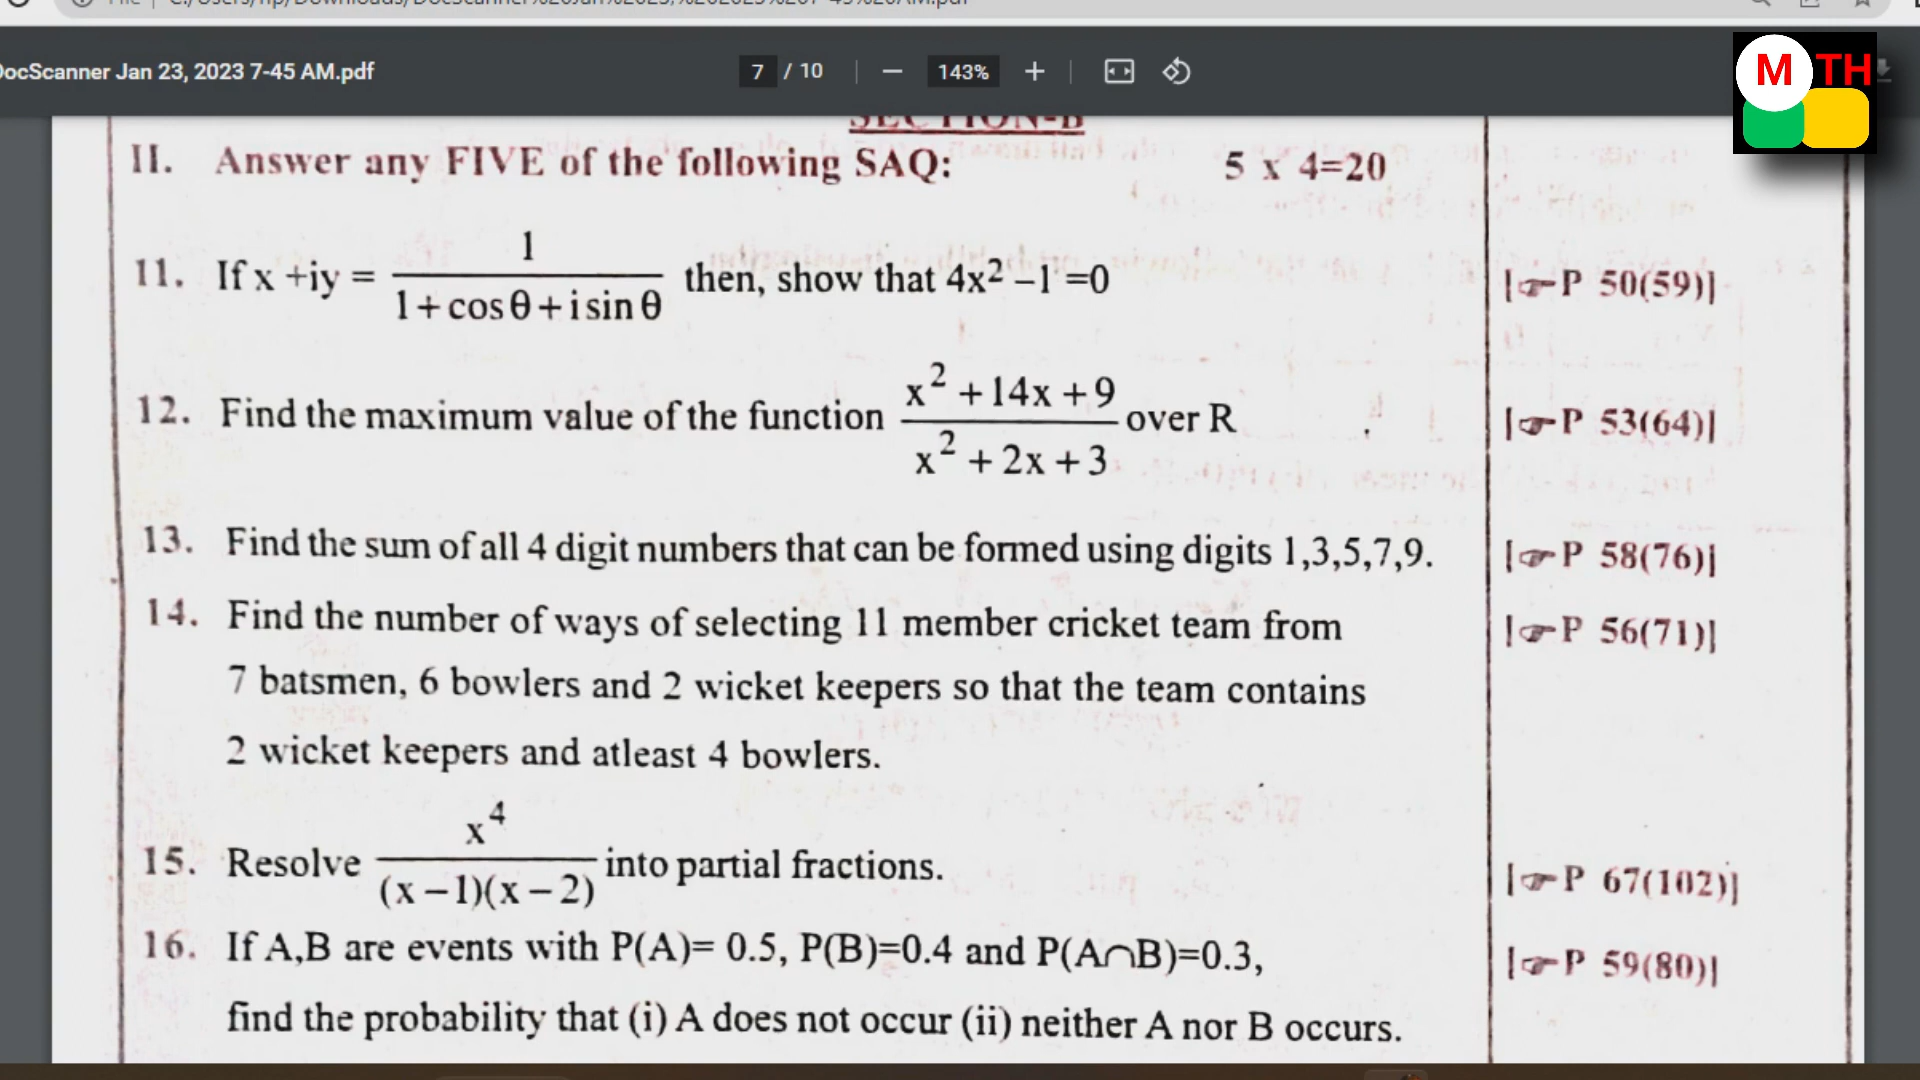 DocScanner Jan 23, 2023 7-45 AM.pdf
7 / 10
143%
M TH
SECTION-B
II. Answer any FIVE of the following SAQ: 5 x 4=20
11. If x +iy = 1/(1+cosθ+isinθ) then, show that 4x² −1 =0 [☞P 50(59)]
12. Find the maximum value of the function (x² +14x +9)/(x² +2x +3) over R [☞P 53(64)]
13. Find the sum of all 4 digit numbers that can be formed using digits 1,3,5,7,9. [☞P 58(76)]
14. Find the number of ways of selecting 11 member cricket team from [☞P 56(71)]
7 batsmen, 6 bowlers and 2 wicket keepers so that the team contains
2 wicket keepers and atleast 4 bowlers.
15. Resolve x⁴/((x −1)(x − 2)) into partial fractions. [☞P 67(102)]
16. If A,B are events with P(A)= 0.5, P(B)=0.4 and P(A∩B)=0.3, [☞P 59(80)]
find the probability that (i) A does not occur (ii) neither A nor B occurs.